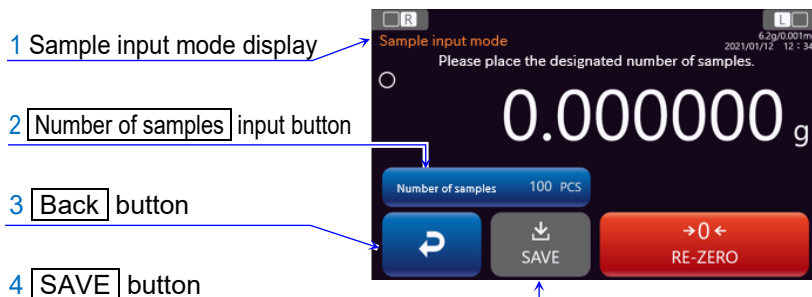 1 Sample input mode display
2 Number of samples input button
3 Back button
4 SAVE button
R
L
Sample input mode
6.2g/0.001m
2021/01/12 12:34
Please place the designated number of samples.
0.000000 g
Number of samples 100 PCS
SAVE
→0←
RE-ZERO